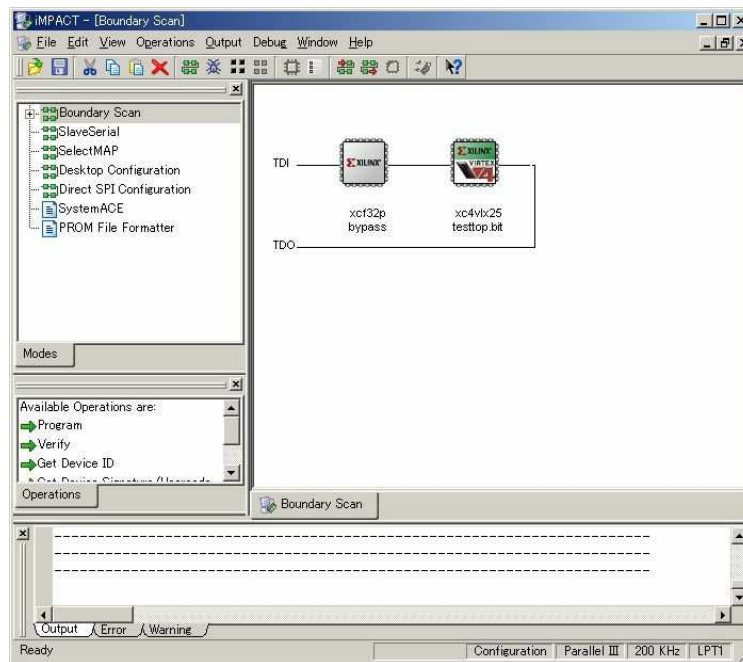 iMPACT - [Boundary Scan]
File Edit View Operations Output Debug Window Help
Boundary Scan
SlaveSerial
SelectMAP
Desktop Configuration
Direct SPI Configuration
SystemACE
PROM File Formatter
Modes
Available Operations are:
Program
Verify
Get Device ID
Operations
TDI
XILINX
XILINX
VIRTEX
4
xcf32p
bypass
xc4vlx25
testtop.bit
TDO
Boundary Scan
Output Error Warning
Ready
Configuration Parallel III 200 KHz LPT1